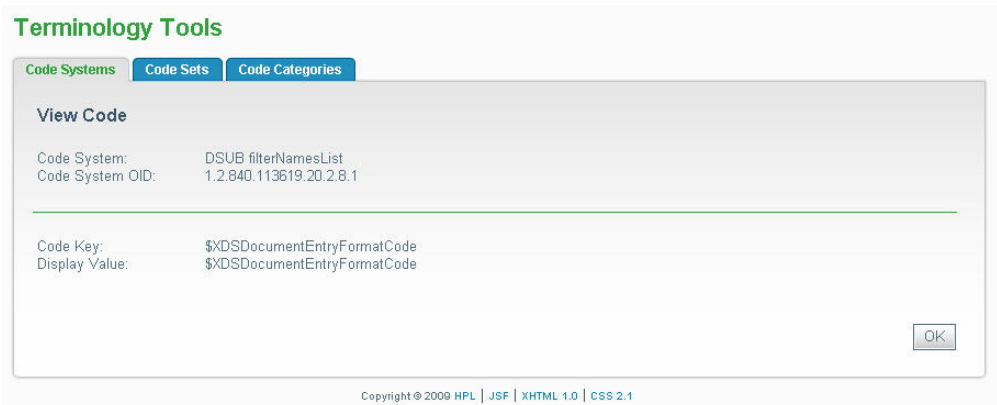 Terminology Tools
Code Systems Code Sets Code Categories
View Code
Code System: DSUB filterNamesList
Code System OID: 1.2.840.113619.20.2.8.1
Code Key: $XDSDocumentEntryFormatCode
Display Value: $XDSDocumentEntryFormatCode
OK
Copyright © 2009 HPL | JSF | XHTML 1.0 | CSS 2.1